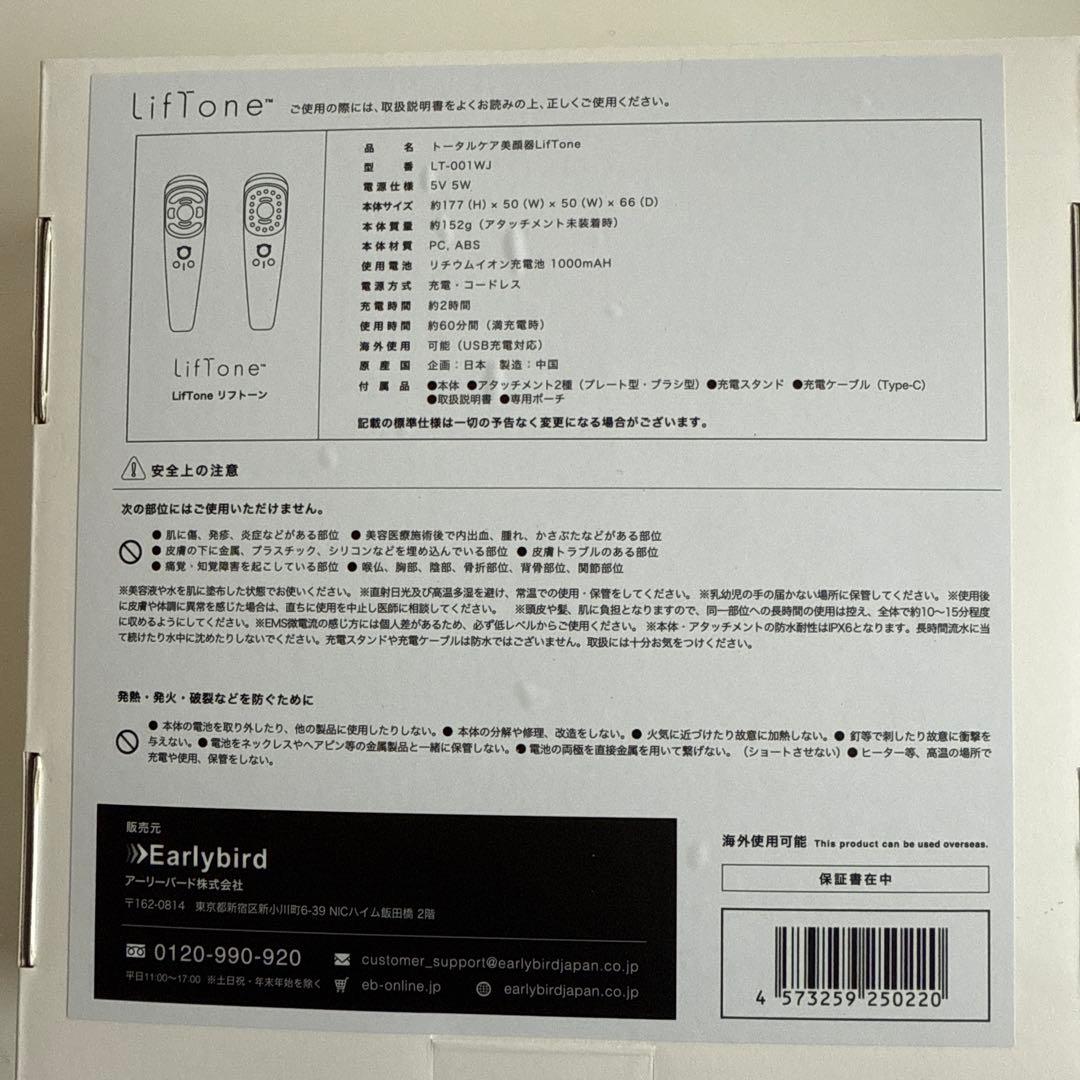 LifTone™ ご使用の際には、取扱説明書をよくお読みの上、正しくご使用ください。
LifTone™
LifTone リフトーン
品名 トータルケア美顔器LifTone
型番 LT-001WJ
電源仕様 5V 5W
本体サイズ 約177（H）× 50（W）× 50（W）× 66（D）
本体質量 約152g（アタッチメント未装着時）
本体材質 PC, ABS
使用電池 リチウムイオン充電池 1000mAH
電源方式 充電・コードレス
充電時間 約2時間
使用時間 約60分間（満充電時）
海外使用 可能（USB充電対応）
原産国 企画：日本 製造：中国
付属品 ●本体 ●アタッチメント2種（プレート型・ブラシ型）●充電スタンド ●充電ケーブル（Type-C）
●取扱説明書 ●専用ポーチ
記載の標準仕様は一切の予告なく変更になる場合がございます。
安全上の注意
次の部位にはご使用いただけません。
● 肌に傷、発疹、炎症などがある部位 ● 美容医療施術後で内出血、腫れ、かさぶたなどがある部位
● 皮膚の下に金属、プラスチック、シリコンなどを埋め込んでいる部位 ● 皮膚トラブルのある部位
● 痛覚・知覚障害を起こしている部位 ● 喉仏、胸部、陰部、骨折部位、背骨部位、関節部位
※美容液や水を肌に塗布した状態でお使いください。 ※直射日光及び高温多湿を避け、常温での使用・保管をしてください。 ※乳幼児の手の届かない場所に保管してください。 ※使用後
に皮膚や体調に異常を感じた場合は、直ちに使用を中止し医師に相談してください。 ※頭皮や髪、肌に負担となりますので、同一部位への長時間の使用は控え、全体で約10〜15分程度
に収めるようにしてください。※EMS微電流の感じ方には個人差があるため、必ず低レベルからご使用ください。 ※本体・アタッチメントの防水耐性はIPX6となります。長時間流水に当
て続けたり水中に沈めたりしないでください。充電スタンドや充電ケーブルは防水ではございません。取扱には十分お気をつけください。
発熱・発火・破裂などを防ぐために
● 本体の電池を取り外したり、他の製品に使用したりしない。● 本体の分解や修理、改造をしない。● 火気に近づけたり故意に加熱しない。● 釘等で刺したり故意に衝撃を
与えない。● 電池をネックレスやヘアピン等の金属製品と一緒に保管しない。● 電池の両極を直接金属を用いて繋げない。（ショートさせない）● ヒーター等、高温の場所で
充電や使用、保管をしない。
販売元
Earlybird
アーリーバード株式会社
〒162-0814 東京都新宿区新小川町6-39 NICハイム飯田橋 2階
0120-990-920
平日11:00〜17:00 ※土日祝・年末年始を除く
customer_support@earlybirdjapan.co.jp
eb-online.jp earlybirdjapan.co.jp
海外使用可能 This product can be used overseas.
保証書在中
4 573259 250220